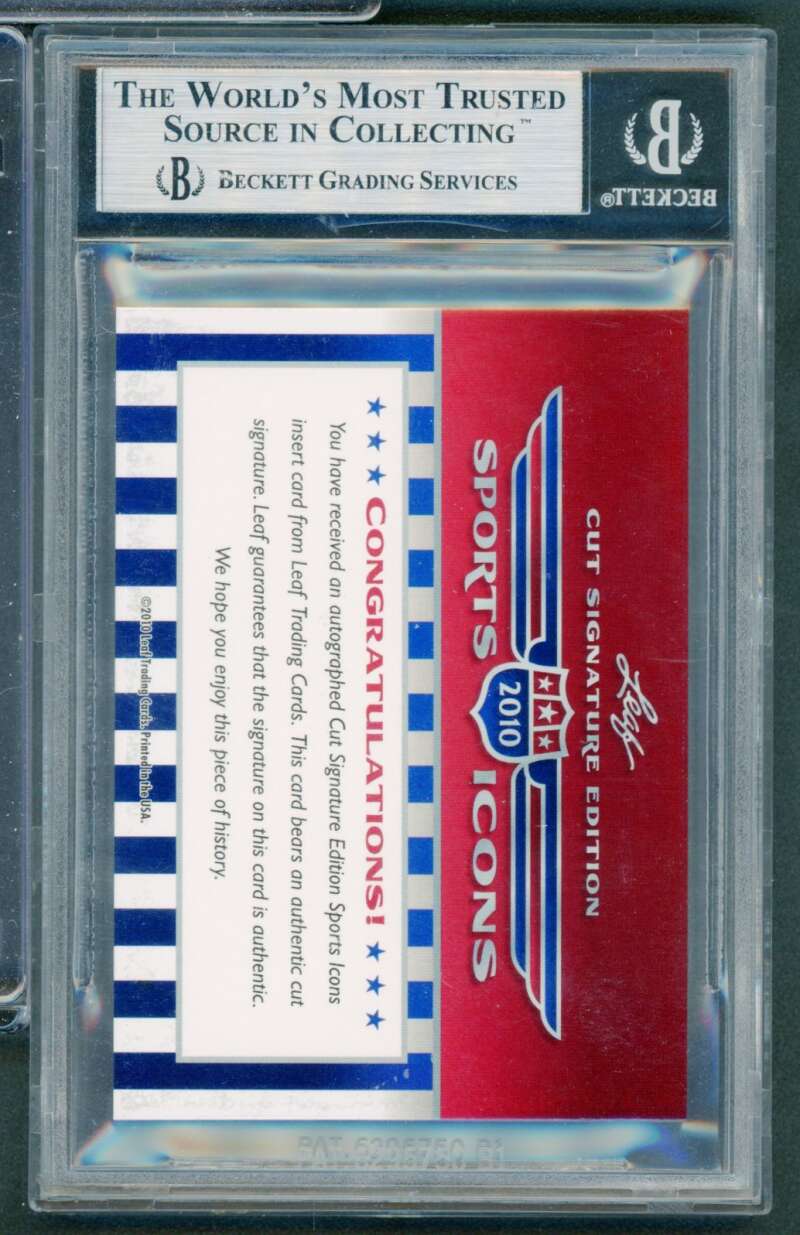 THE WORLD'S MOST TRUSTED
SOURCE IN COLLECTING™
B BECKETT GRADING SERVICES
B
BECKETT®
Leaf
CUT SIGNATURE EDITION
2010
SPORTS ICONS
★ ★ ★ CONGRATULATIONS! ★ ★ ★
You have received an autographed Cut Signature Edition Sports Icons
insert card from Leaf Trading Cards. This card bears an authentic cut
signature. Leaf guarantees that the signature on this card is authentic.
We hope you enjoy this piece of history.
©2010 Leaf Trading Cards. Printed in the USA.